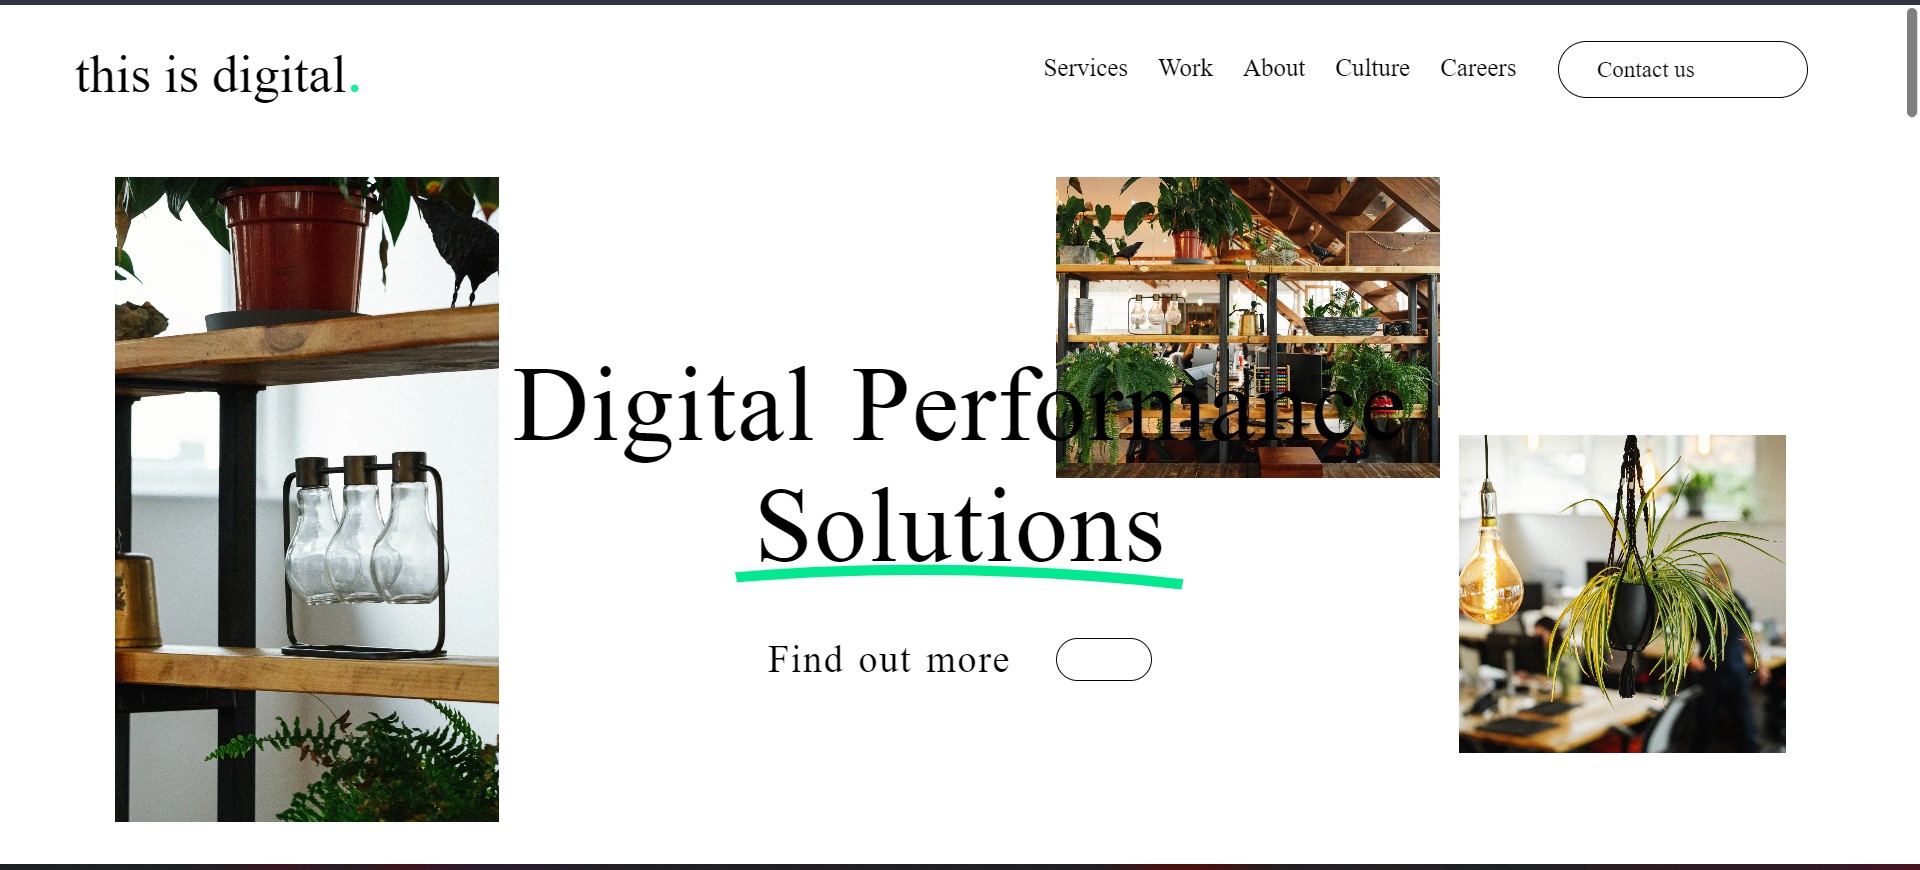 this is digital.
Services Work About Culture Careers Contact us
Digital Performance
Solutions
Find out more